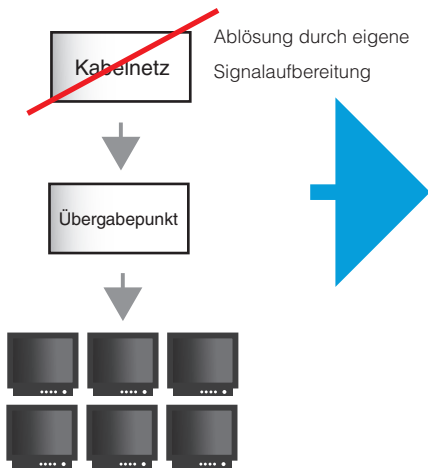 Kabelnetz
Ablösung durch eigene
Signalaufbereitung
Übergabepunkt